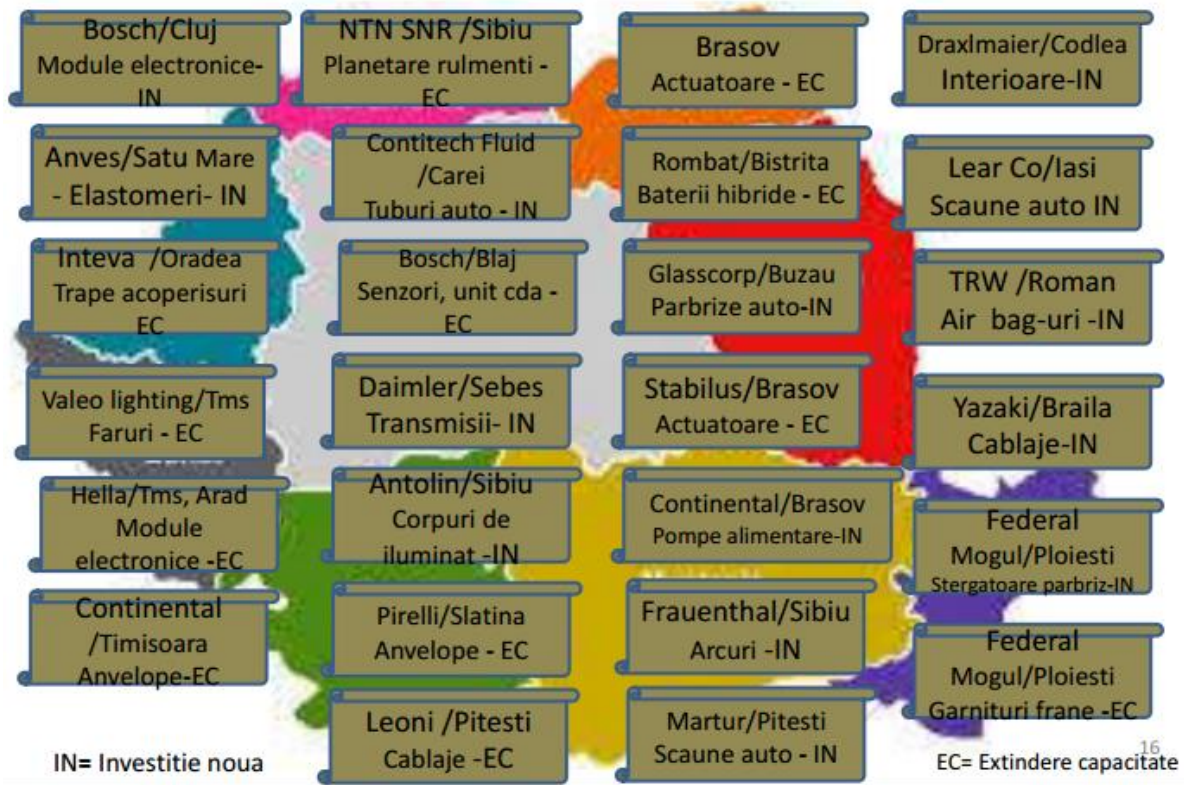 Bosch/Cluj
Module electronice-
IN
NTN SNR /Sibiu
Planetare rulmenti -
EC
Brasov
Actuatoare - EC
Draxlmaier/Codlea
Interioare-IN
Anves/Satu Mare
- Elastomeri- IN
Contitech Fluid
/Carei
Tuburi auto - IN
Rombat/Bistrita
Baterii hibride - EC
Lear Co/Iasi
Scaune auto IN
Inteva /Oradea
Trape acoperisuri
EC
Bosch/Blaj
Senzori, unit cda -
EC
Glasscorp/Buzau
Parbrize auto-IN
TRW /Roman
Air bag-uri -IN
Valeo lighting/Tms
Faruri - EC
Daimler/Sebes
Transmisii- IN
Stabilus/Brasov
Actuatoare - EC
Yazaki/Braila
Cablaje-IN
Hella/Tms, Arad
Module
electronice -EC
Antolin/Sibiu
Corpuri de
iluminat -IN
Continental/Brasov
Pompe alimentare-IN
Federal
Mogul/Ploiesti
Stergatoare parbriz-IN
Continental
/Timisoara
Anvelope-EC
Pirelli/Slatina
Anvelope - EC
Frauenthal/Sibiu
Arcuri -IN
Federal
Mogul/Ploiesti
Garnituri frane -EC
Leoni /Pitesti
Cablaje -EC
Martur/Pitesti
Scaune auto - IN
IN= Investitie noua
16
EC= Extindere capacitate